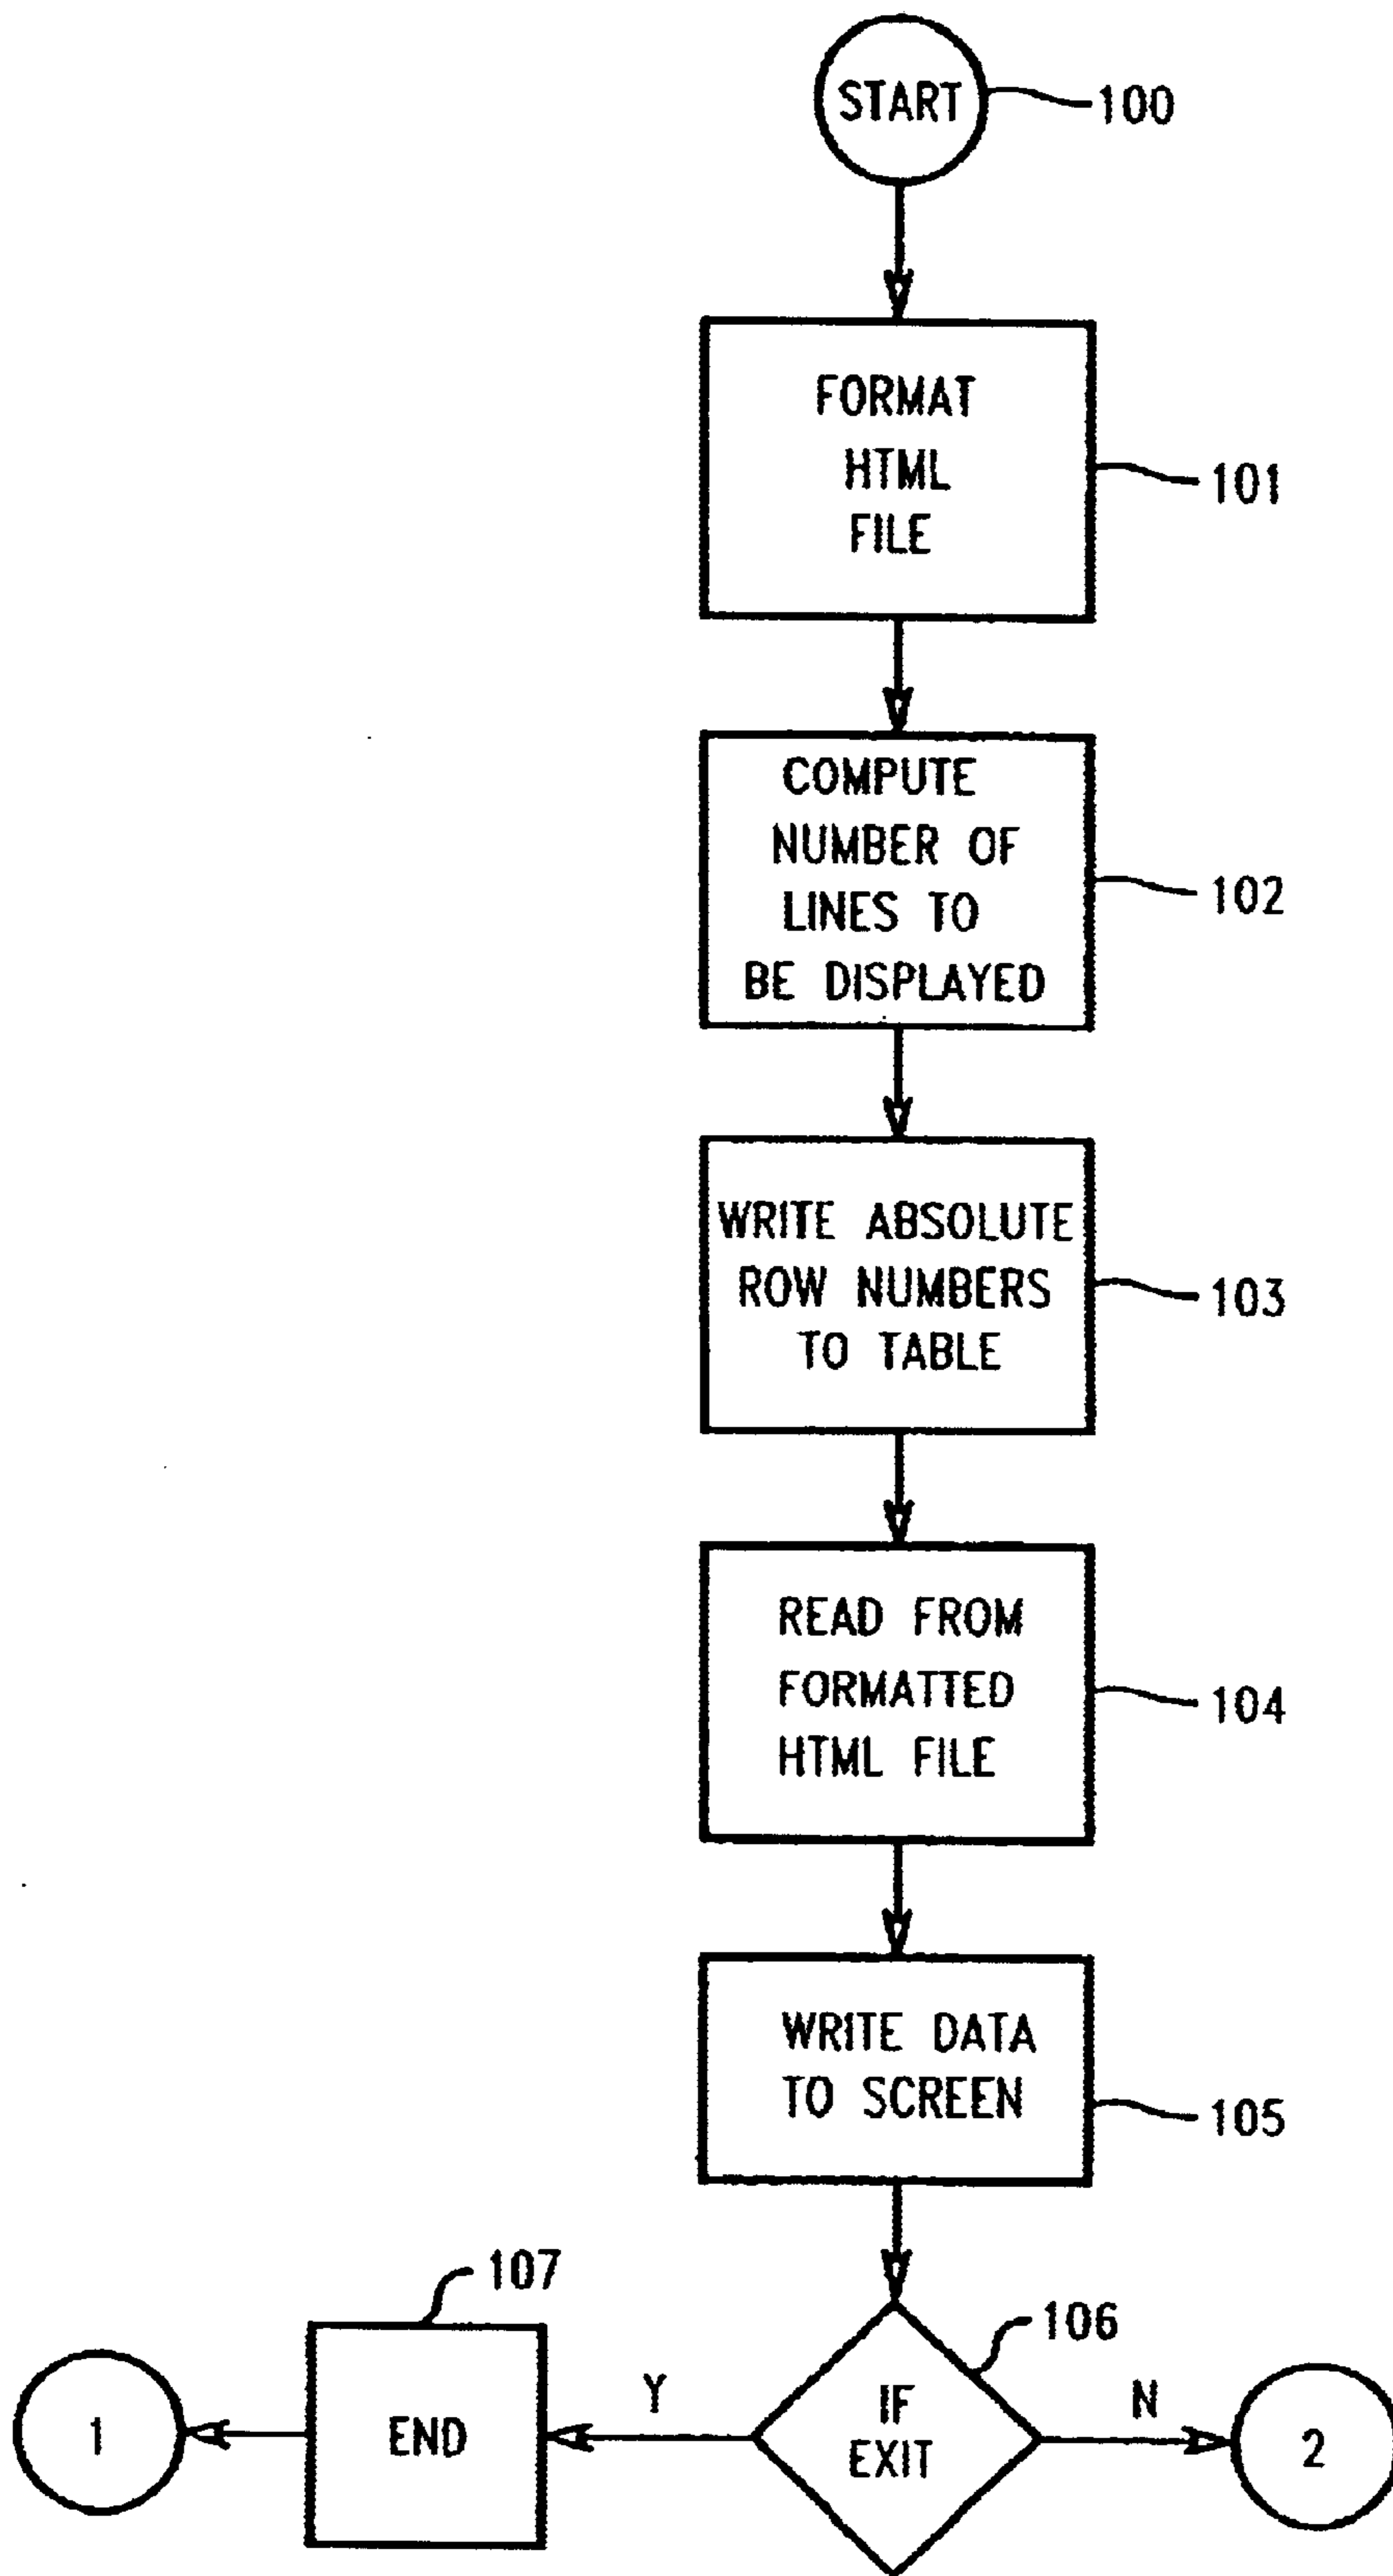 START
100
FORMAT
HTML
FILE
101
COMPUTE
NUMBER OF
LINES TO
BE DISPLAYED
102
WRITE ABSOLUTE
ROW NUMBERS
TO TABLE
103
READ FROM
FORMATTED
HTML FILE
104
WRITE DATA
TO SCREEN
105
107
106
1
END
Y
IF
EXIT
N
2